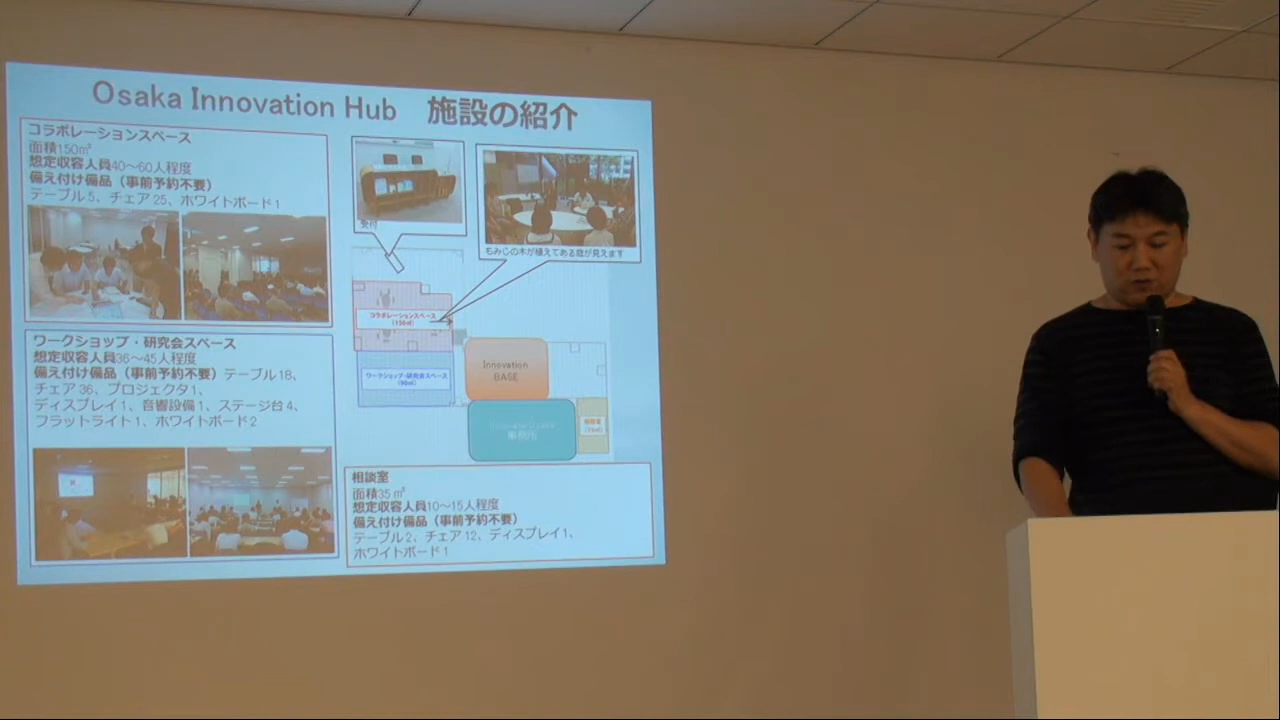 Osaka Innovation Hub 施設の紹介
コラボレーションスペース
面積150㎡
想定収容人員40～60人程度
備え付け備品（事前予約不要）
テーブル5、チェア25、ホワイトボード1
ワークショップ・研究会スペース
想定収容人員36～45人程度
備え付け備品（事前予約不要）テーブル18、
チェア36、プロジェクタ1、
ディスプレイ1、音響設備1、ステージ台4、
フラットライト1、ホワイトボード2
受付
もみじの木が植えてある庭が見えます
コラボレーションスペース
(150㎡)
ワークショップ・研究会スペース
(90㎡)
Innovation
BASE
事務所
相談室
面積35㎡
想定収容人員10～15人程度
備え付け備品（事前予約不要）
テーブル2、チェア12、ディスプレイ1、
ホワイトボード1